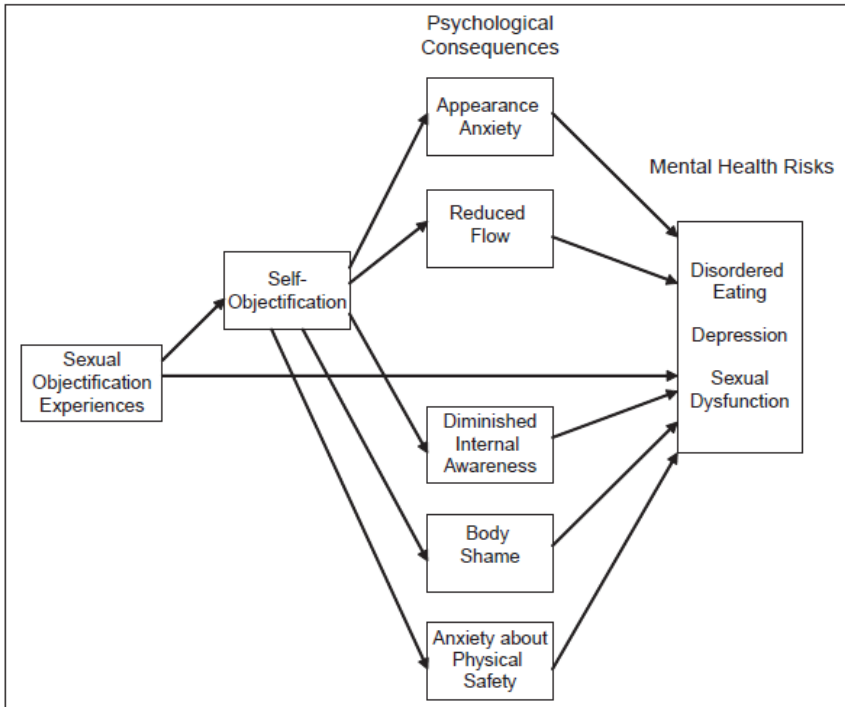 Psychological
Consequences
Appearance
Anxiety
Mental Health Risks
Reduced
Flow
Self-
Objectification
Disordered
Eating
Depression
Sexual
Dysfunction
Sexual
Objectification
Experiences
Diminished
Internal
Awareness
Body
Shame
Anxiety about
Physical
Safety